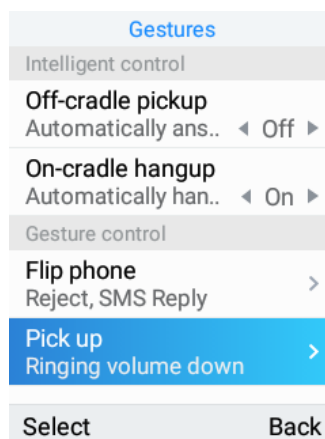 Gestures
Intelligent control
Off-cradle pickup
Automatically ans.. Off
On-cradle hangup
Automatically han.. On
Gesture control
Flip phone
Reject, SMS Reply
Pick up
Ringing volume down
Select Back